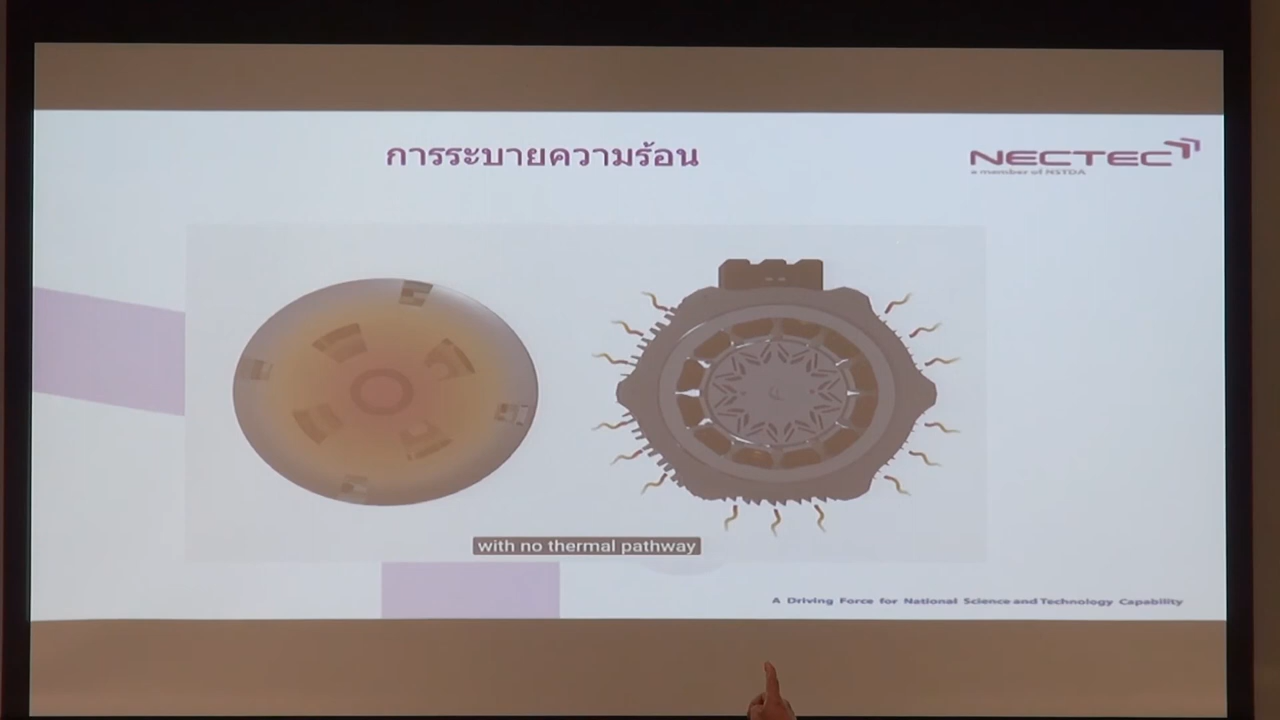 การระบายความร้อน
NECTEC
a member of NSTDA
with no thermal pathway
A Driving Force for National Science and Technology Capability